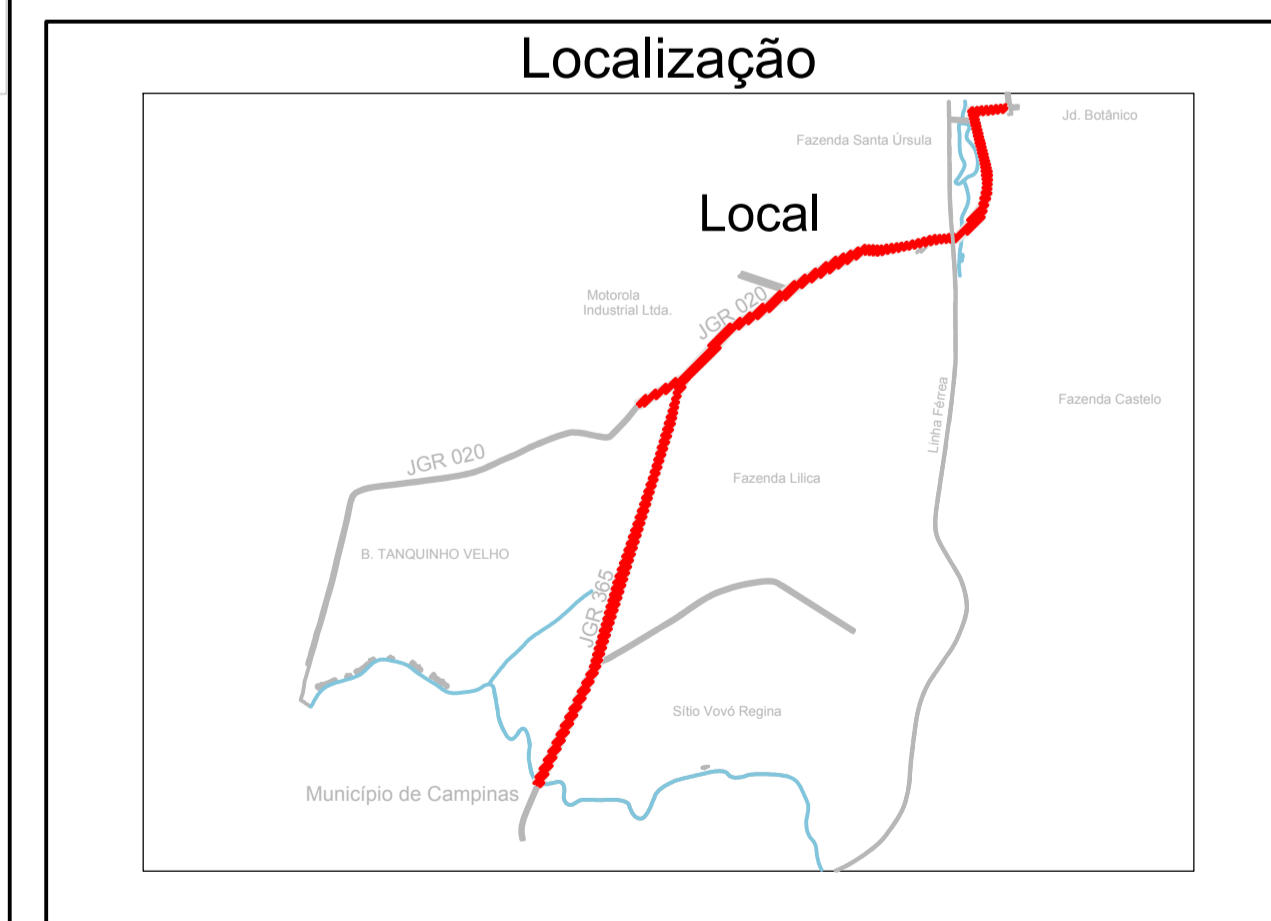 Localização
Jd. Botânico
Fazenda Santa Úrsula
Local
Motorola
Industrial Ltda.
JGR 020
Linha Férrea
Fazenda Castelo
JGR 020
Fazenda Lilica
B. TANQUINHO VELHO
JGR 365
Sítio Vovó Regina
Município de Campinas